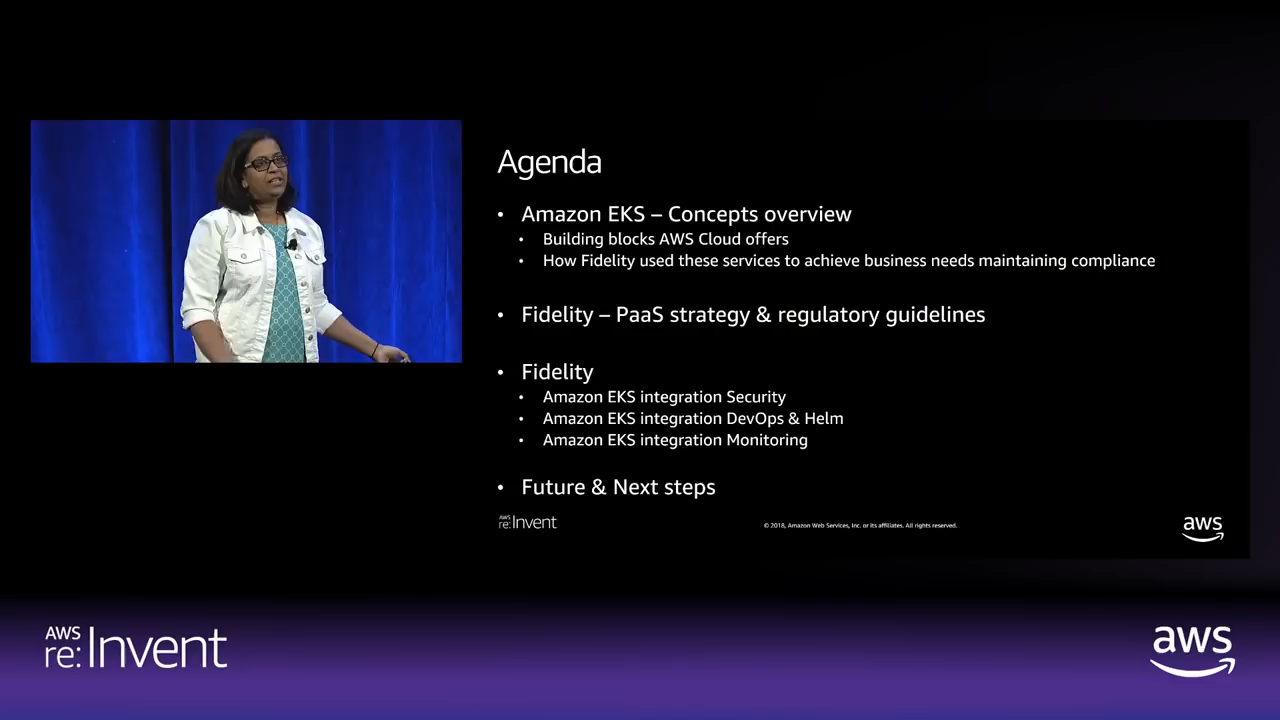 Agenda
• Amazon EKS – Concepts overview
• Building blocks AWS Cloud offers
• How Fidelity used these services to achieve business needs maintaining compliance
• Fidelity – PaaS strategy & regulatory guidelines
• Fidelity
• Amazon EKS integration Security
• Amazon EKS integration DevOps & Helm
• Amazon EKS integration Monitoring
• Future & Next steps
AWS
re:Invent
© 2018, Amazon Web Services, Inc. or its affiliates. All rights reserved.
aws
AWS
re:Invent
aws